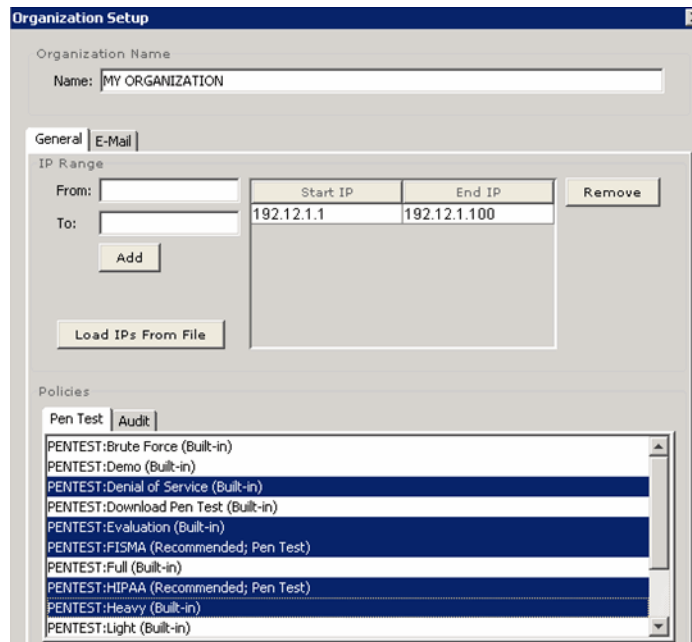 Organization Setup
Organization Name
Name: MY ORGANIZATION
General E-Mail
IP Range
From:
To:
Add
Start IP End IP
192.12.1.1 192.12.1.100
Remove
Load IPs From File
Policies
Pen Test Audit
PENTEST:Brute Force (Built-in)
PENTEST:Demo (Built-in)
PENTEST:Denial of Service (Built-in)
PENTEST:Download Pen Test (Built-in)
PENTEST:Evaluation (Built-in)
PENTEST:FISMA (Recommended; Pen Test)
PENTEST:Full (Built-in)
PENTEST:HIPAA (Recommended; Pen Test)
PENTEST:Heavy (Built-in)
PENTEST:Light (Built-in)